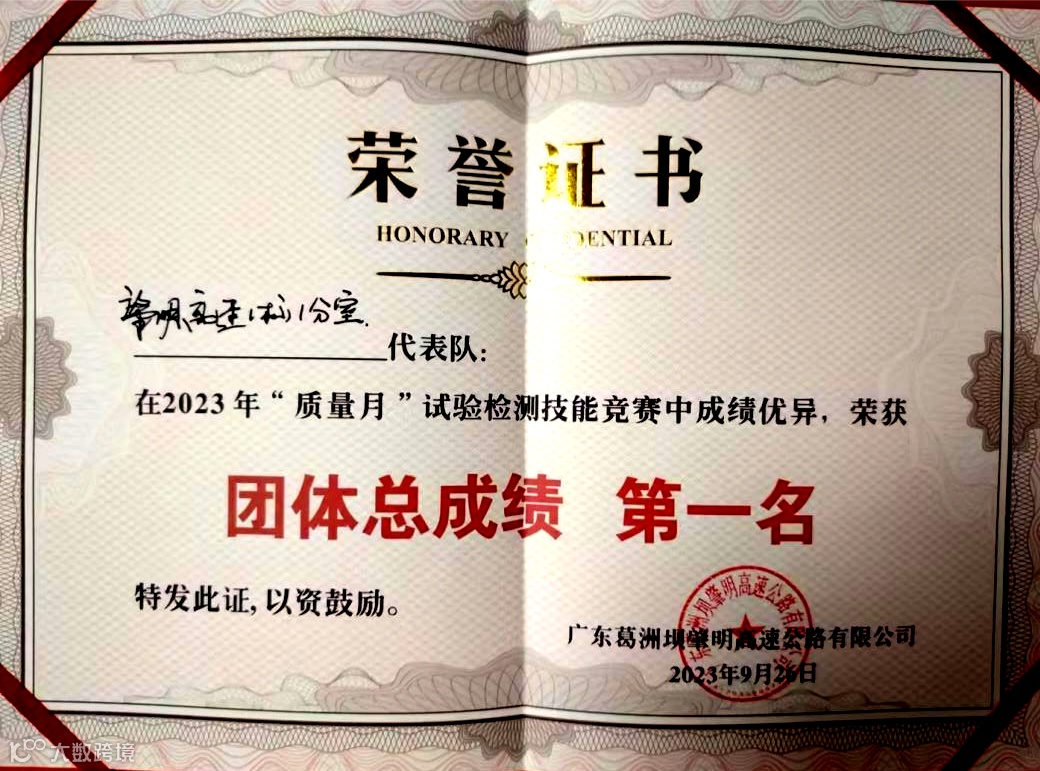 荣誉证书
HONORARY CREDENTIAL
肇明高速 分室
代表队：
在2023年“质量月”试验检测技能竞赛中成绩优异，荣获
团体总成绩 第一名
特发此证，以资鼓励。
广东葛洲坝肇明高速公路有限公司
2023年9月26日
大数跨境